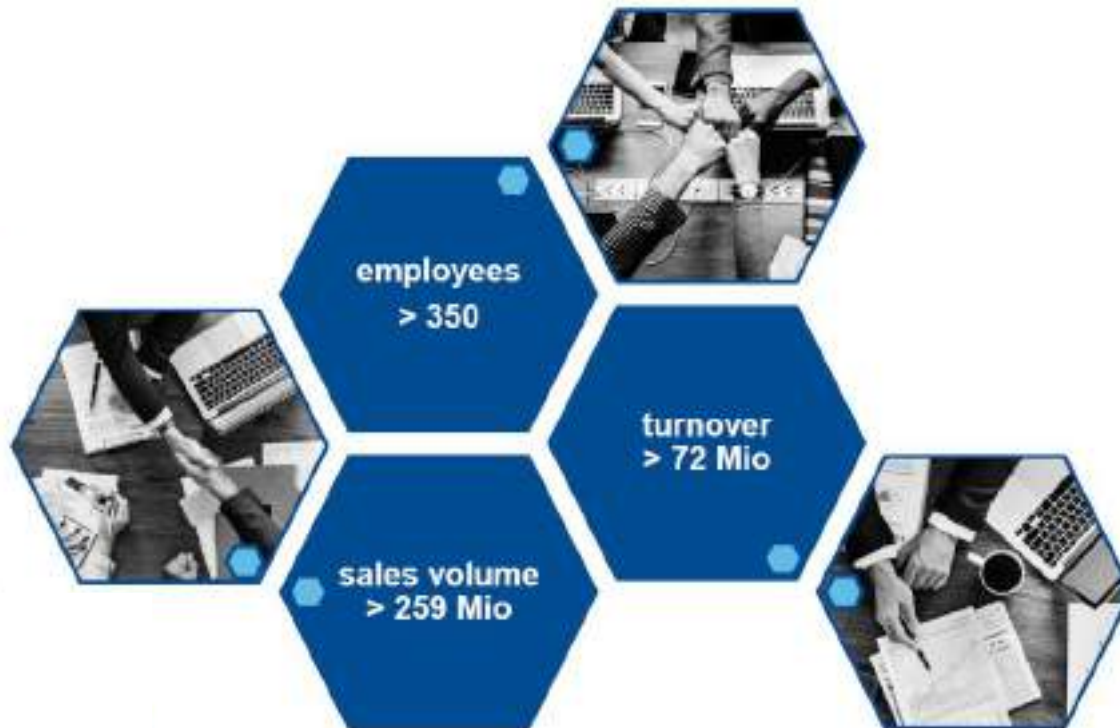 employees
> 350
turnover
> 72 Mio
sales volume
> 259 Mio